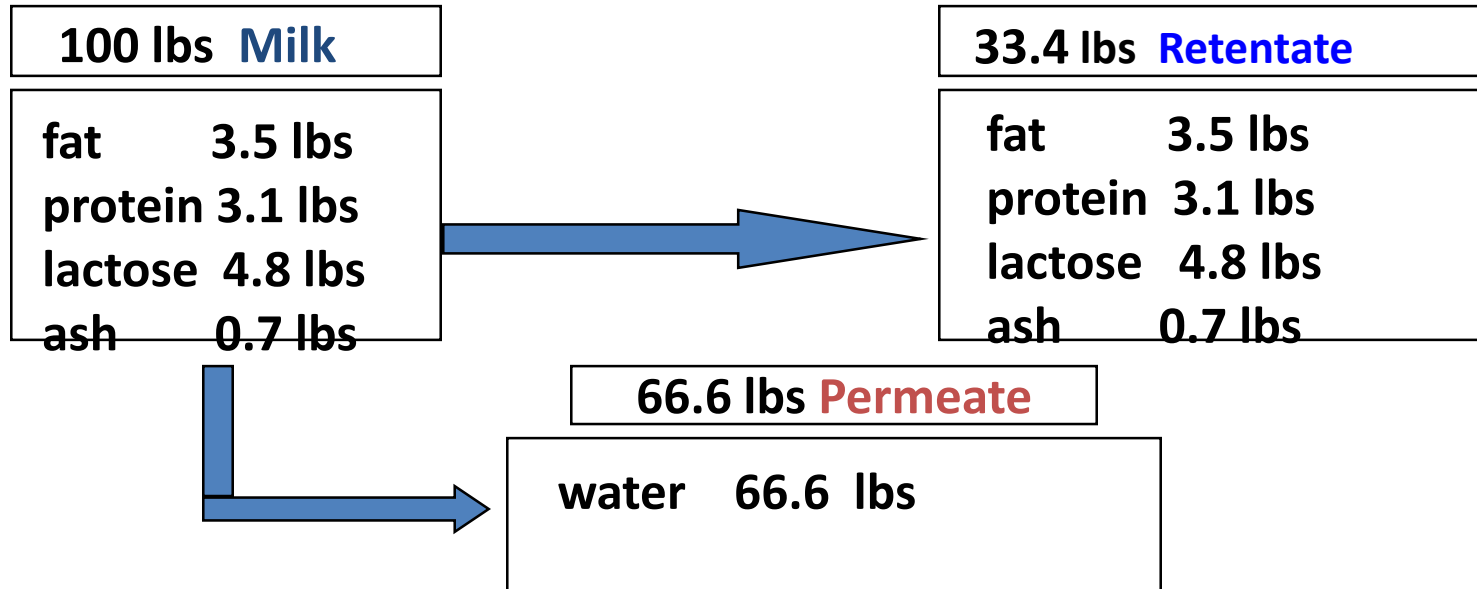 100 lbs Milk
fat 3.5 lbs
protein 3.1 lbs
lactose 4.8 lbs
ash 0.7 lbs
33.4 lbs Retentate
fat 3.5 lbs
protein 3.1 lbs
lactose 4.8 lbs
ash 0.7 lbs
66.6 lbs Permeate
water 66.6 lbs